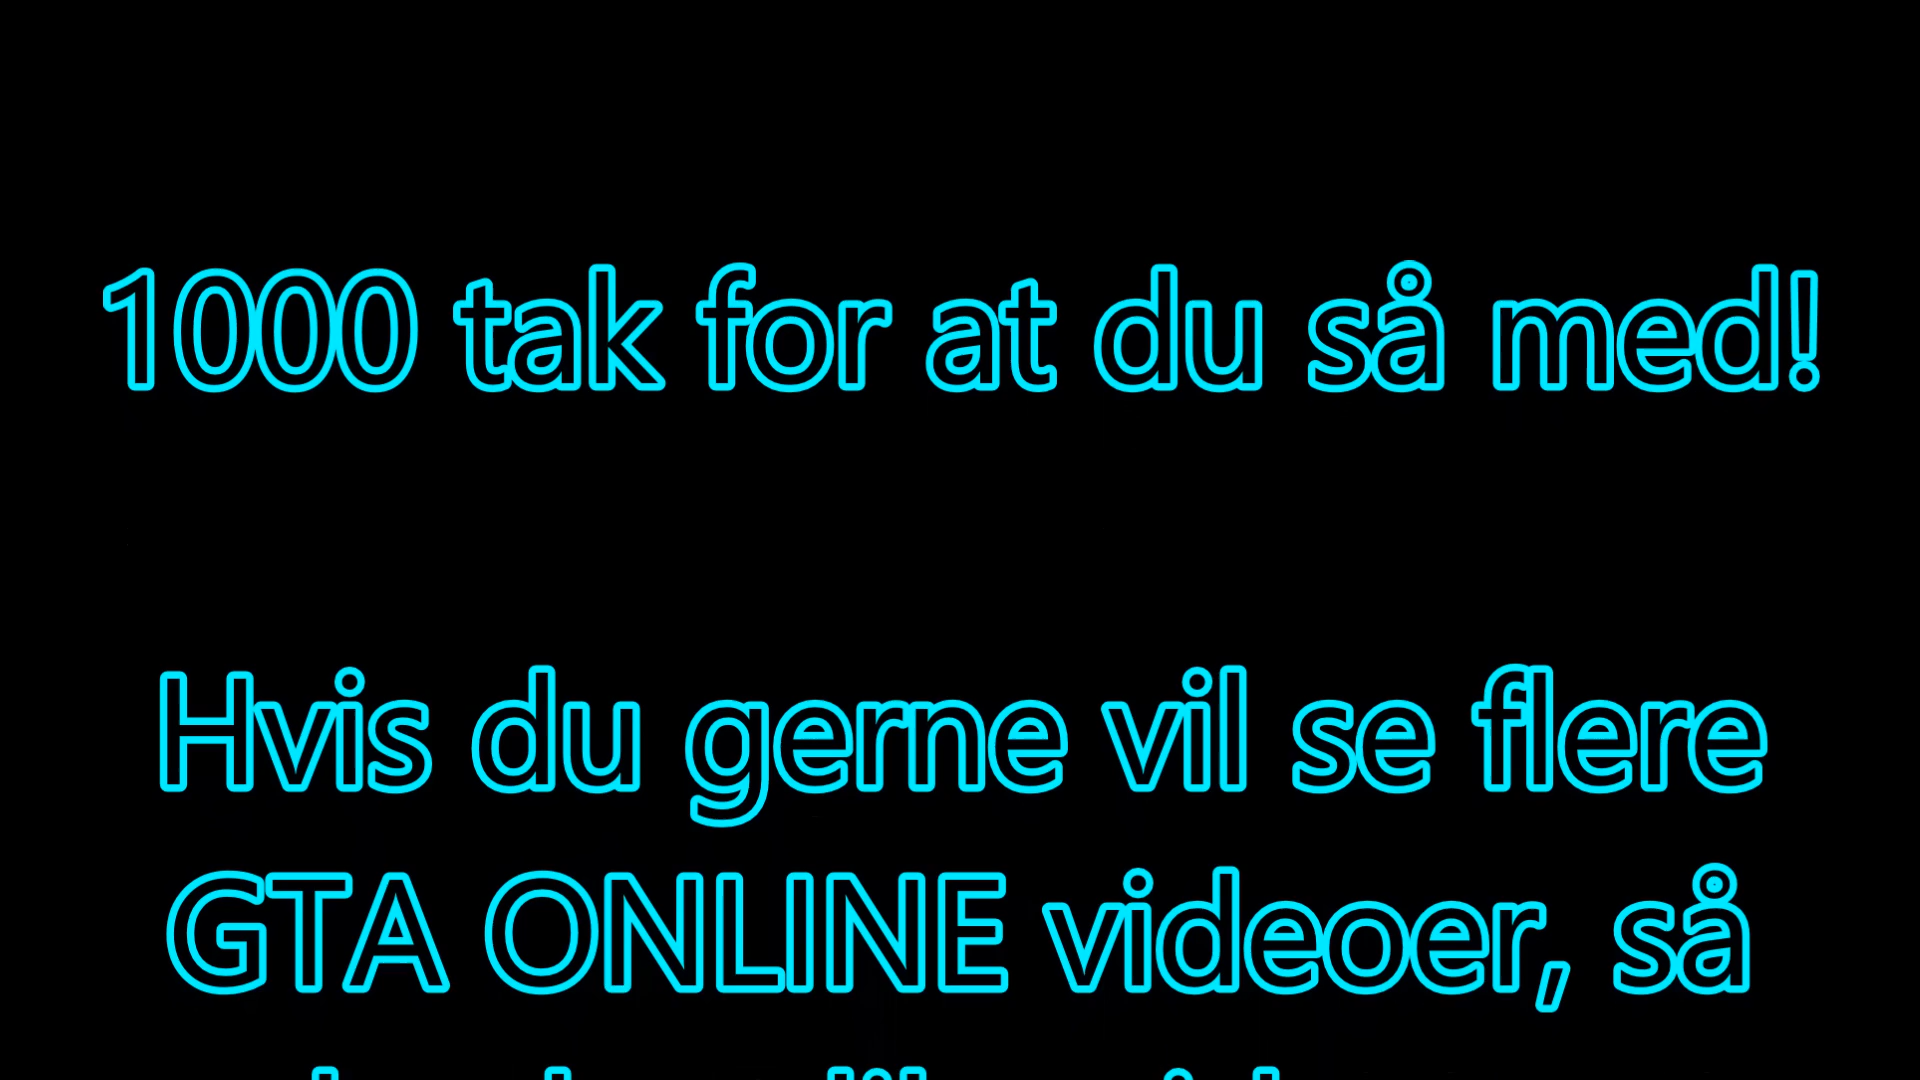 1000 tak for at du så med!
Hvis du gerne vil se flere
GTA ONLINE videoer, så